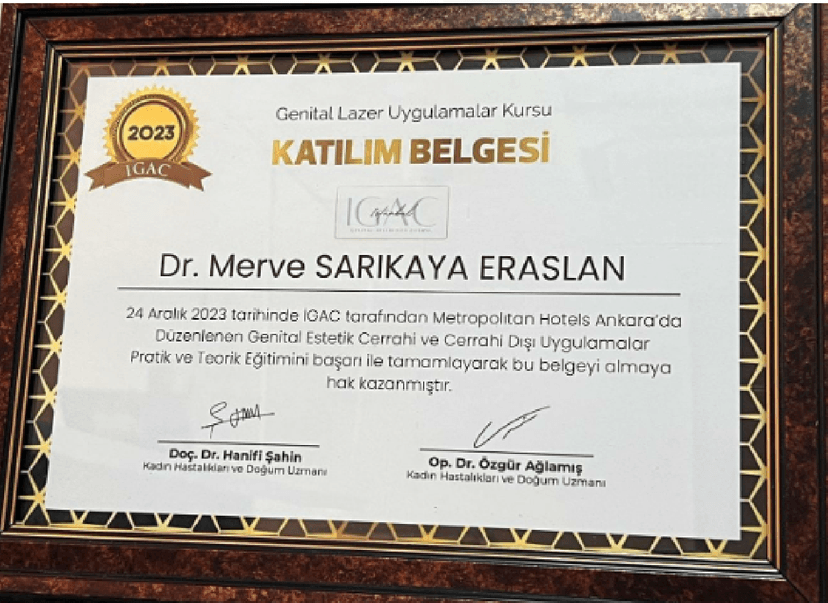 2023
IGAC
Genital Lazer Uygulamalar Kursu
KATILIM BELGESİ
IGAC
Dr. Merve SARIKAYA ERASLAN
24 Aralık 2023 tarihinde IGAC tarafından Metropolitan Hotels Ankara'da
Düzenlenen Genital Estetik Cerrahi ve Cerrahi Dışı Uygulamalar
Pratik ve Teorik Eğitimini başarı ile tamamlayarak bu belgeyi almaya
hak kazanmıştır.
Doç. Dr. Hanifi Şahin
Kadın Hastalıkları ve Doğum Uzmanı
Op. Dr. Özgür Ağlamış
Kadın Hastalıkları ve Doğum Uzmanı